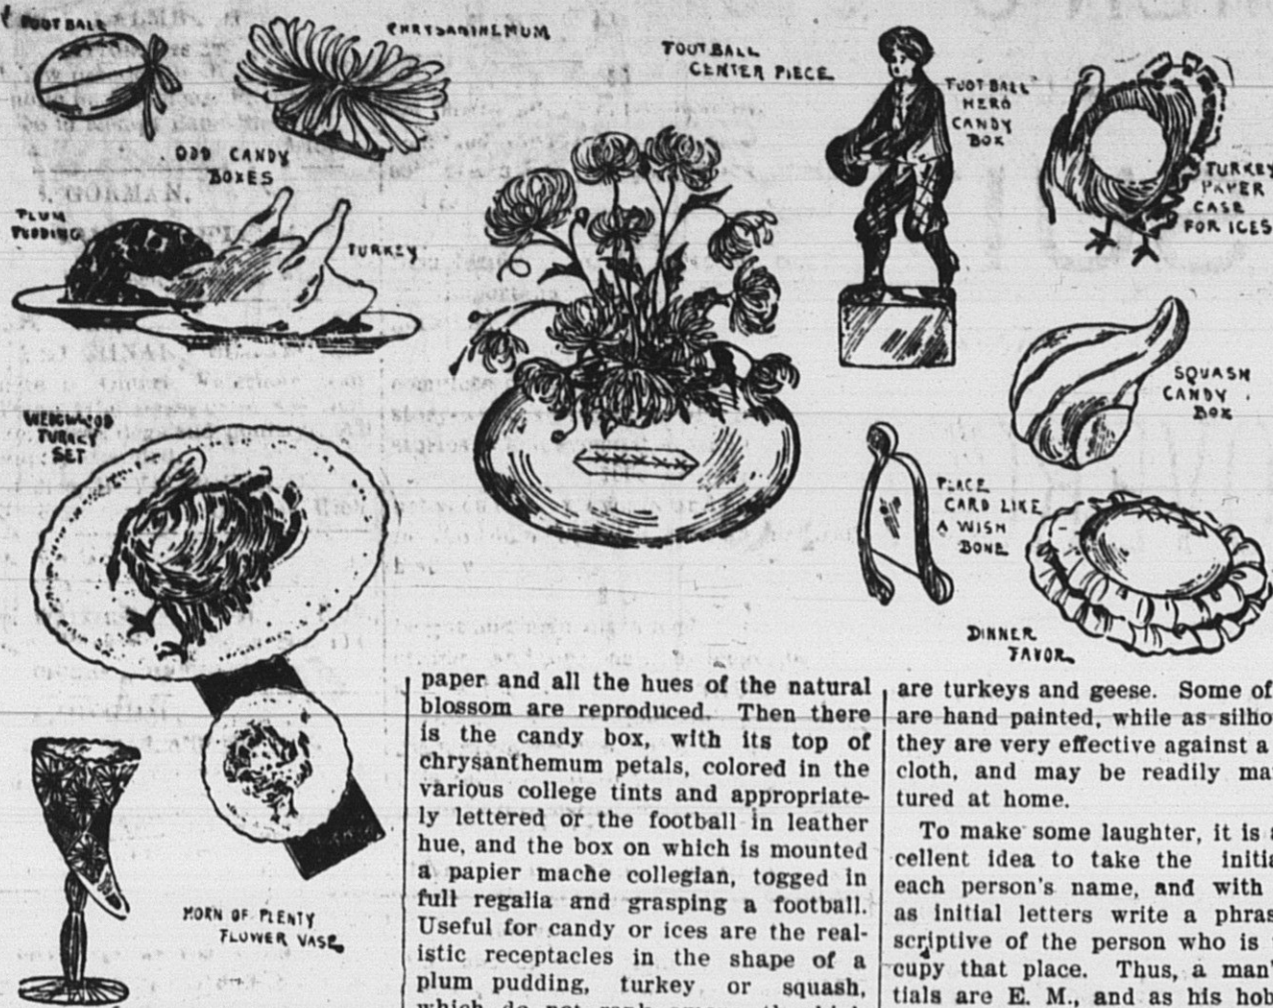 FOOTBALL
CHRYSANTHEMUM
ODD CANDY
BOXES
PLUM
PUDDING
TURKEY
FOOTBALL
CENTER PIECE
FOOTBALL
HERO
CANDY
BOX
TURKEY
PAPER
CASE
FOR ICES
SQUASH
CANDY
BOX
PLACE
CARD LIKE
A WISH
BONE
DINNER
FAVOR
WEDGWOOD
TURKEY
SET
HORN OF PLENTY
FLOWER VASE
S. GORMAN.
paper and all the hues of the natural
blossom are reproduced. Then there
is the candy box, with its top of
chrysanthemum petals, colored in the
various college tints and appropriate-
ly lettered or the football in leather
hue, and the box on which is mounted
a papier mache collegian, togged in
full regalia and grasping a football.
Useful for candy or ices are the real-
istic receptacles in the shape of a
plum pudding, turkey or squash,
are turkeys and geese. Some of
are hand painted, while as silho
they are very effective against a
cloth, and may be readily ma
tured at home.
To make some laughter, it is a
cellent idea to take the initia
each person's name, and with
as initial letters write a phras
scriptive of the person who is
cupy that place. Thus, a man'
tials are E. M., and as his hob